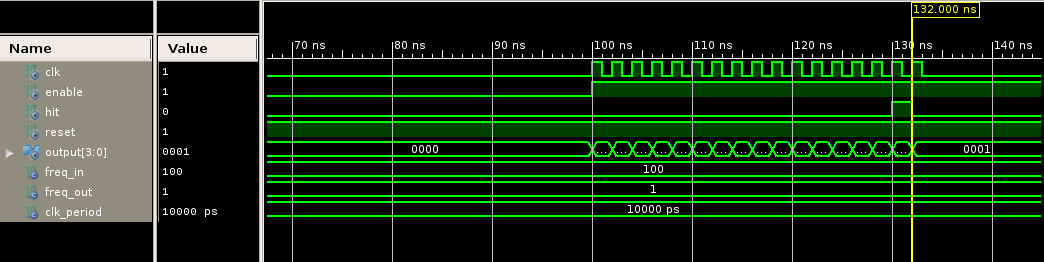 132.000 ns
Name Value 70 ns 80 ns 90 ns 100 ns 110 ns 120 ns 130 ns 140 ns
clk 1
enable 1
hit 0
reset 1
output[3:0] 0001 0000 0001
freq_in 100 100
freq_out 1 1
clk_period 10000 ps 10000 ps